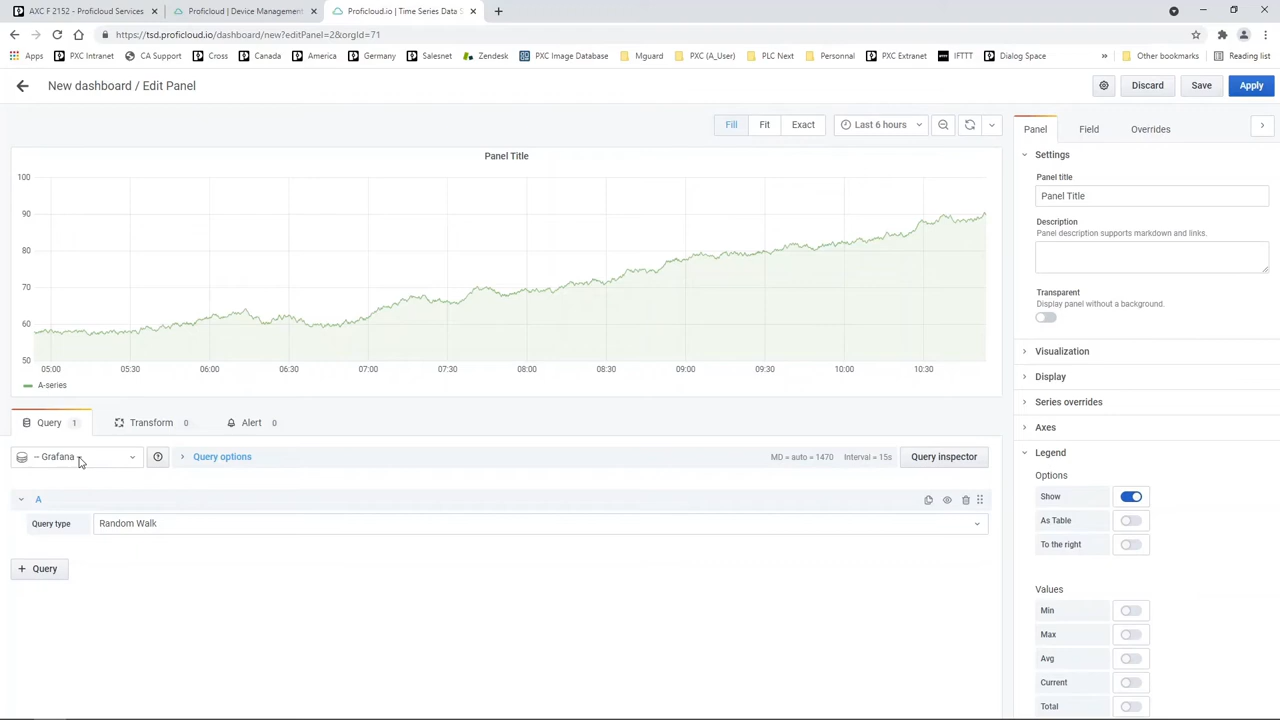 AXC F 2152 - Proficloud Services
Proficloud | Device Management
Proficloud.io | Time Series Data S
https://tsd.proficloud.io/dashboard/new?editPanel=2&orgId=71
Apps
PXC Intranet
CA Support
Cross
Canada
America
Germany
Salesnet
Zendesk
PXC Image Database
Mguard
PXC (A_User)
PLC Next
Personnal
PXC Extranet
IFTTT
Dialog Space
»
Other bookmarks
Reading list
New dashboard / Edit Panel
Discard
Save
Apply
Fill
Fit
Exact
Last 6 hours
Panel
Field
Overrides
Panel Title
100
90
80
70
60
50
05:00
05:30
06:00
06:30
07:00
07:30
08:00
08:30
09:00
09:30
10:00
10:30
A-series
Settings
Panel title
Panel Title
Description
Panel description supports markdown and links.
Transparent
Display panel without a background.
Visualization
Display
Series overrides
Axes
Legend
Options
Show
As Table
To the right
Values
Min
Max
Avg
Current
Total
Query 1
Transform 0
Alert 0
-- Grafana --
Query options
MD = auto = 1470
Interval = 15s
Query inspector
A
Query type
Random Walk
+ Query